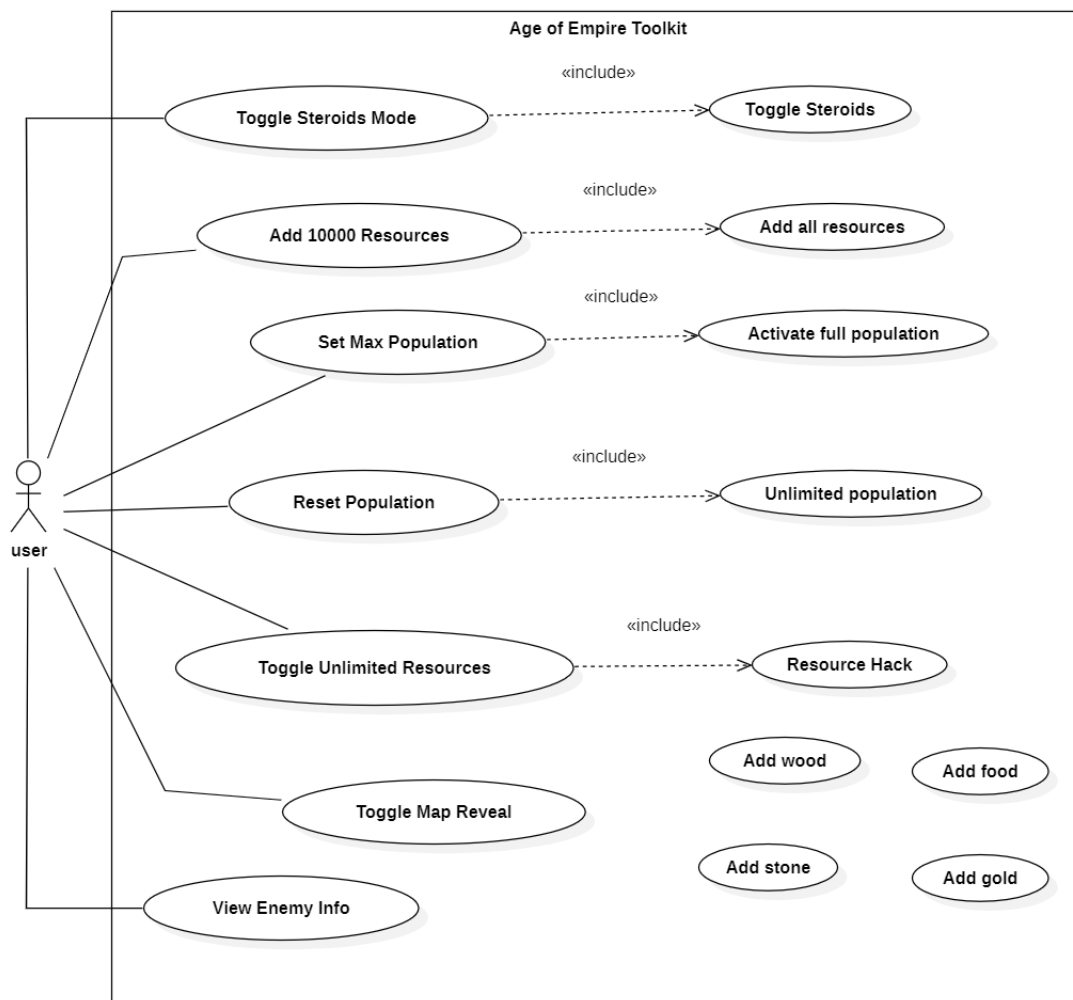 Age of Empire Toolkit
«include»
Toggle Steroids Mode
Toggle Steroids
«include»
Add 10000 Resources
Add all resources
«include»
Set Max Population
Activate full population
«include»
Reset Population
Unlimited population
user
«include»
Toggle Unlimited Resources
Resource Hack
Add wood
Add food
Toggle Map Reveal
Add stone
Add gold
View Enemy Info